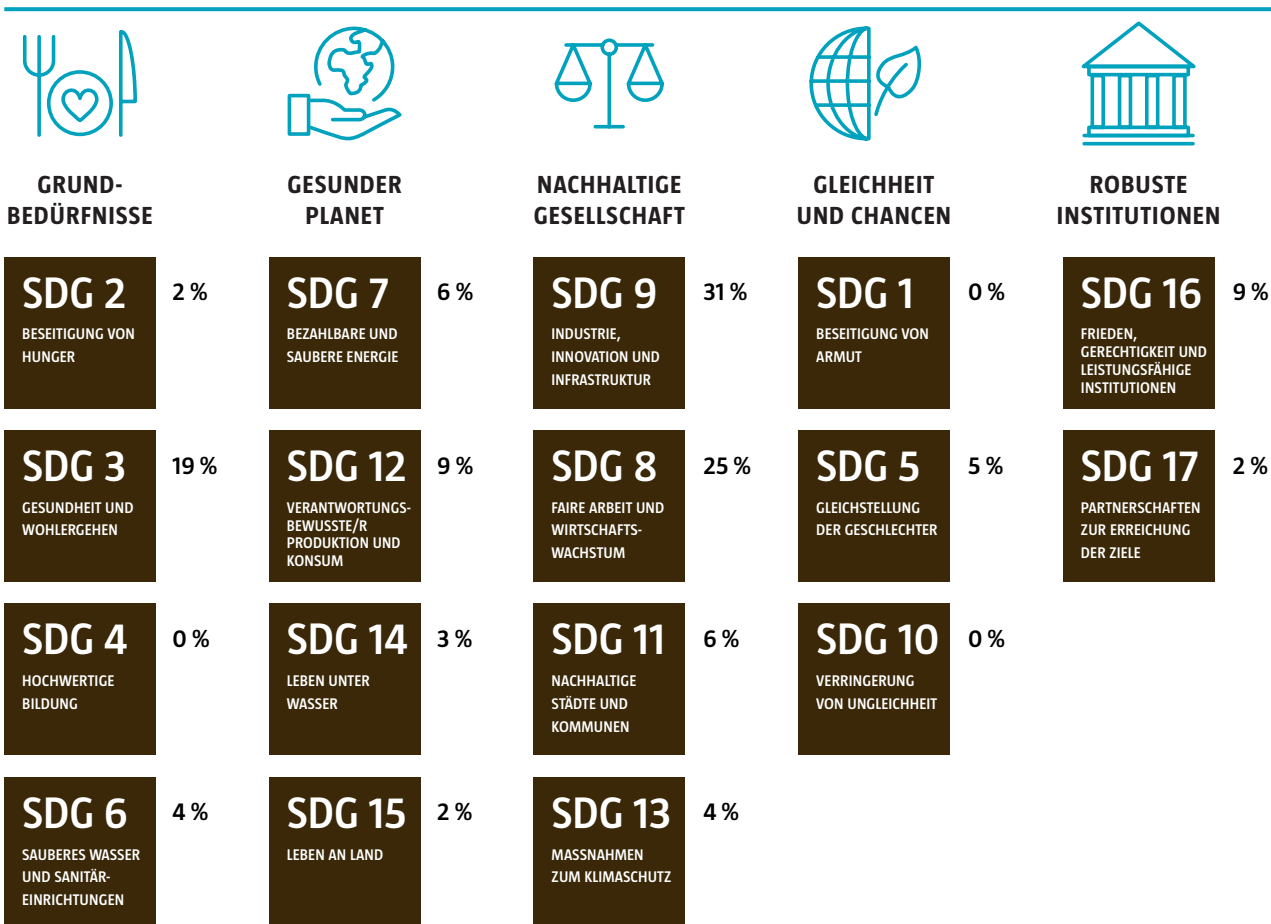 GRUND-
BEDÜRFNISSE
SDG 2
2 %
BESEITIGUNG VON
HUNGER
SDG 3
19 %
GESUNDHEIT UND
WOHLERGEHEN
SDG 4
0 %
HOCHWERTIGE
BILDUNG
SDG 6
4 %
SAUBERES WASSER
UND SANITÄR-
EINRICHTUNGEN
GESUNDER
PLANET
SDG 7
6 %
BEZAHLBARE UND
SAUBERE ENERGIE
SDG 12
9 %
VERANTWORTUNGS-
BEWUSSTE/R
PRODUKTION UND
KONSUM
SDG 14
3 %
LEBEN UNTER
WASSER
SDG 15
2 %
LEBEN AN LAND
NACHHALTIGE
GESELLSCHAFT
SDG 9
31 %
INDUSTRIE,
INNOVATION UND
INFRASTRUKTUR
SDG 8
25 %
FAIRE ARBEIT UND
WIRTSCHAFTS-
WACHSTUM
SDG 11
6 %
NACHHALTIGE
STÄDTE UND
KOMMUNEN
SDG 13
4 %
MASSNAHMEN
ZUM KLIMASCHUTZ
GLEICHHEIT
UND CHANCEN
SDG 1
0 %
BESEITIGUNG VON
ARMUT
SDG 5
5 %
GLEICHSTELLUNG
DER GESCHLECHTER
SDG 10
0 %
VERRINGERUNG
VON UNGLEICHHEIT
ROBUSTE
INSTITUTIONEN
SDG 16
9 %
FRIEDEN,
GERECHTIGKEIT UND
LEISTUNGSFÄHIGE
INSTITUTIONEN
SDG 17
2 %
PARTNERSCHAFTEN
ZUR ERREICHUNG
DER ZIELE